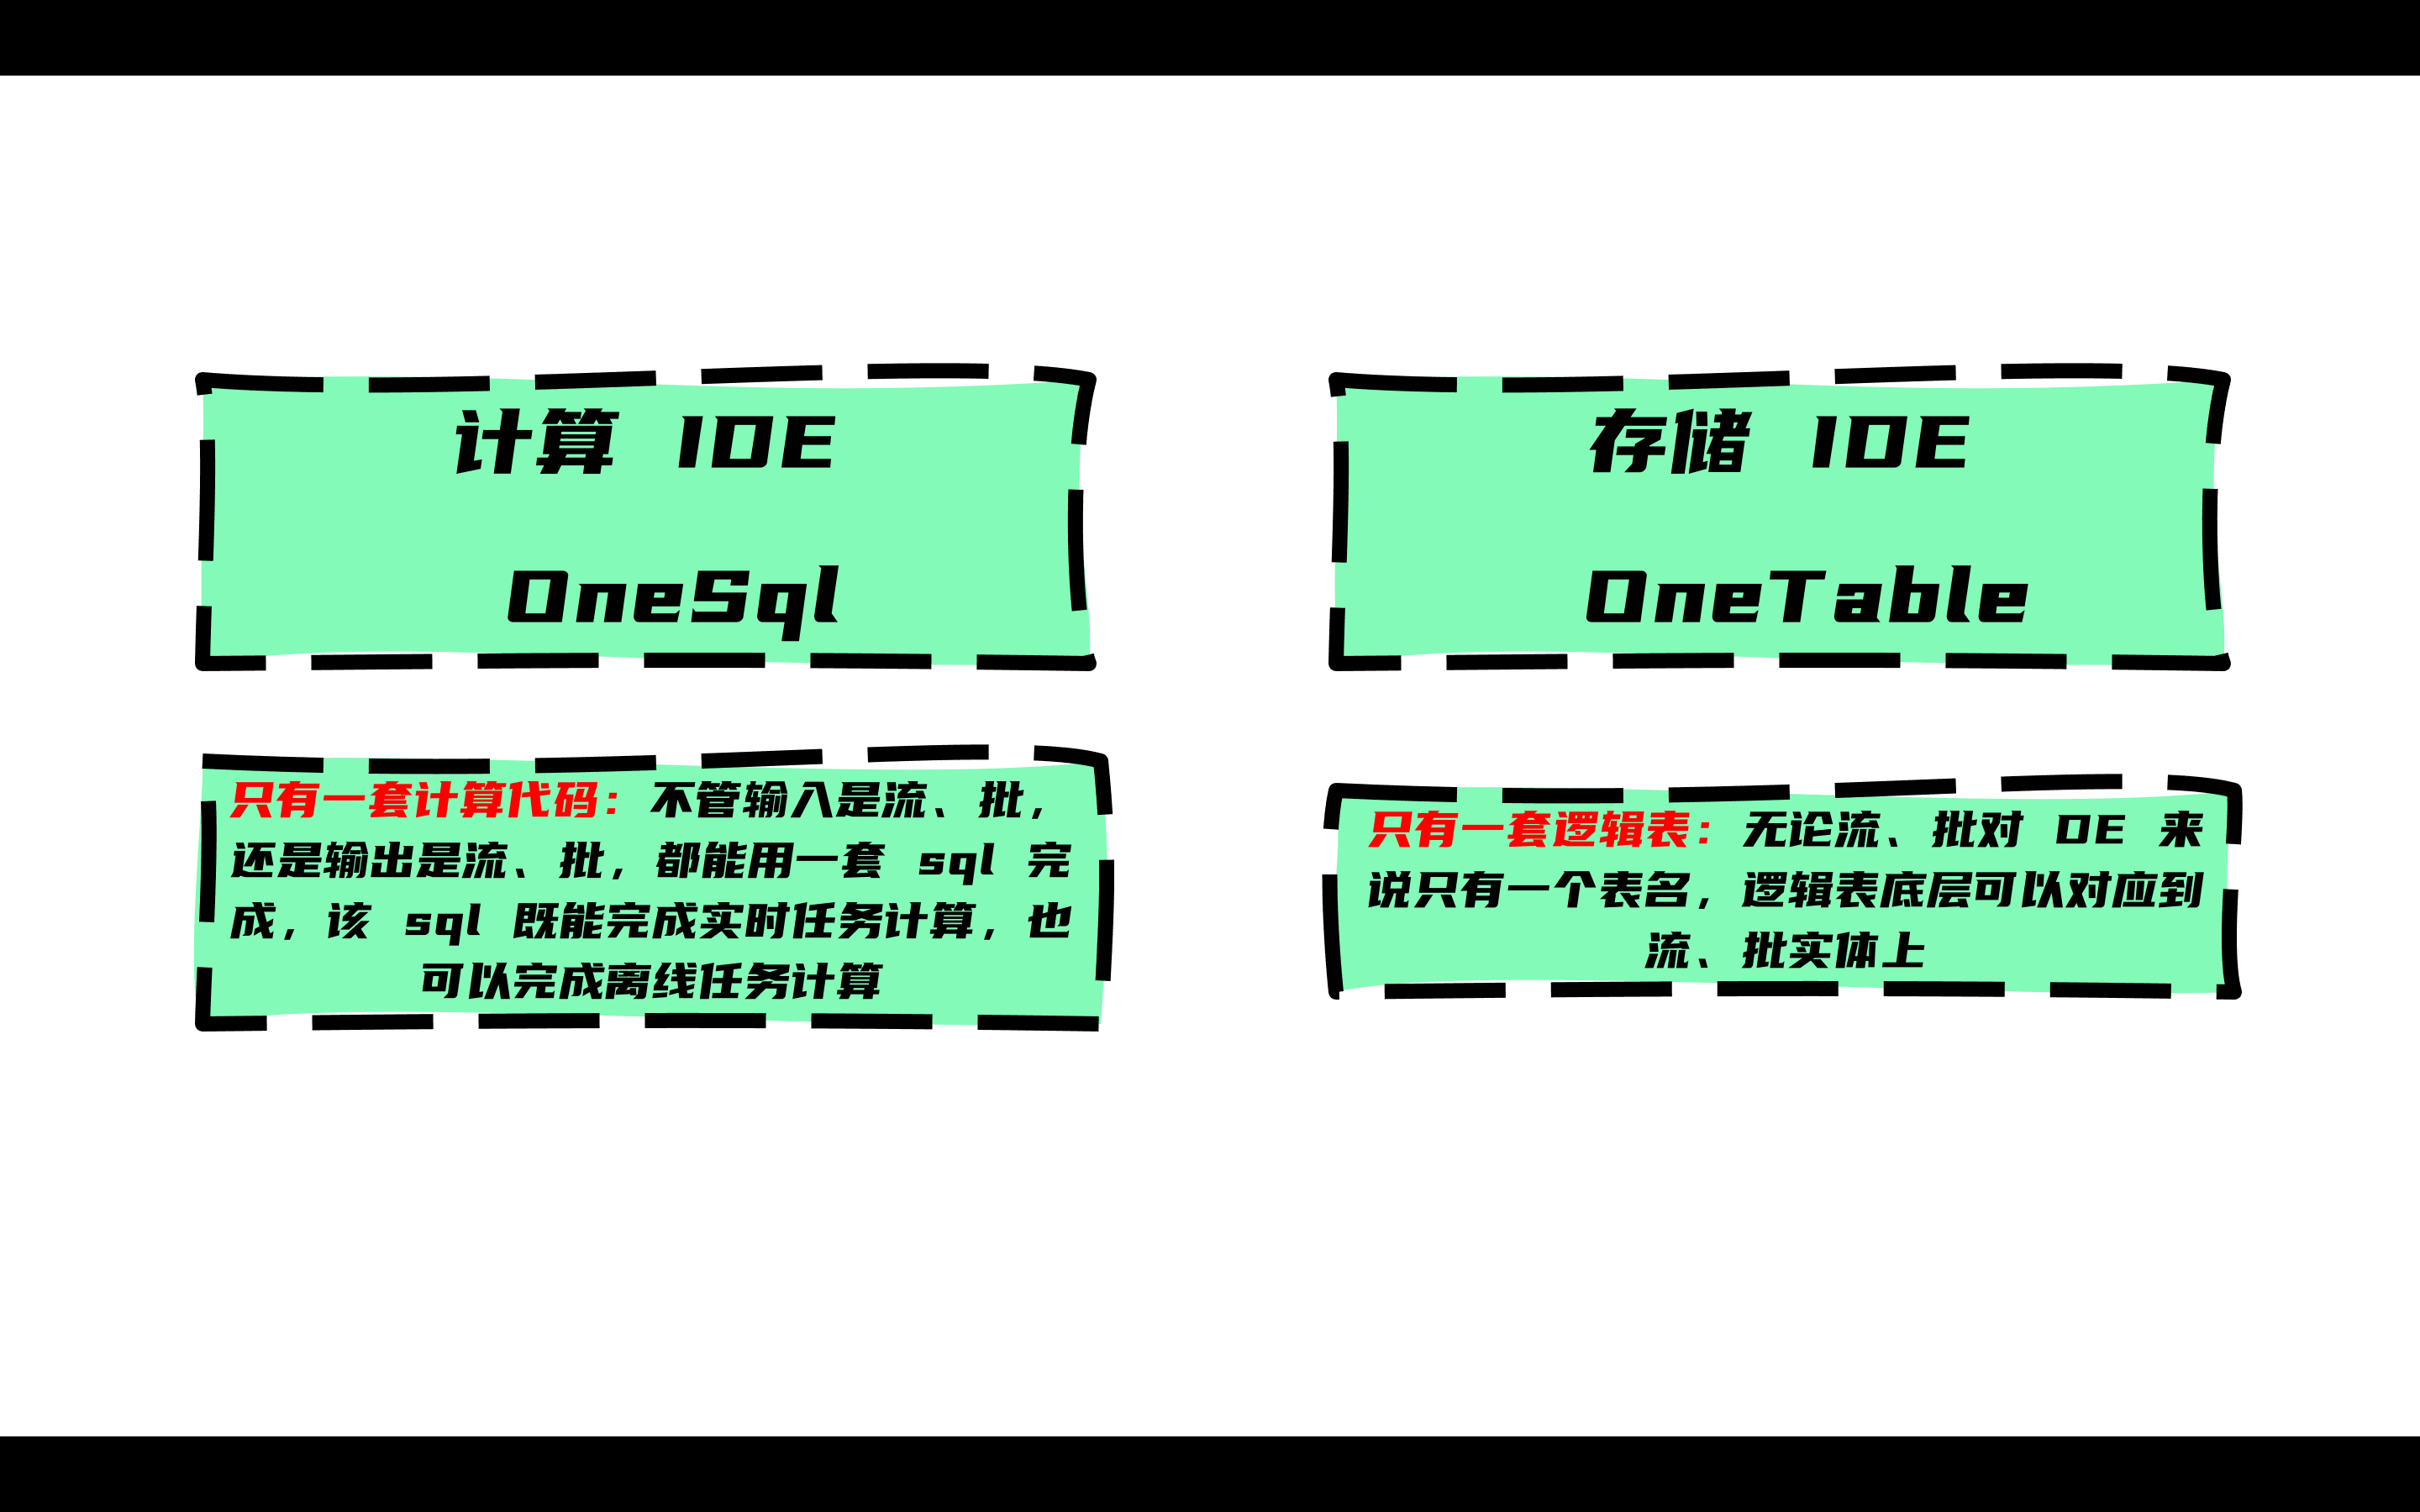 计算 IDE
OneSql
只有一套计算代码：不管输入是流、批，
还是输出是流、批，都能用一套 sql 完
成，该 sql 既能完成实时任务计算，也
可以完成离线任务计算
存储 IDE
OneTable
只有一套逻辑表：无论流、批对 DE 来
说只有一个表名，逻辑表底层可以对应到
流、批实体上